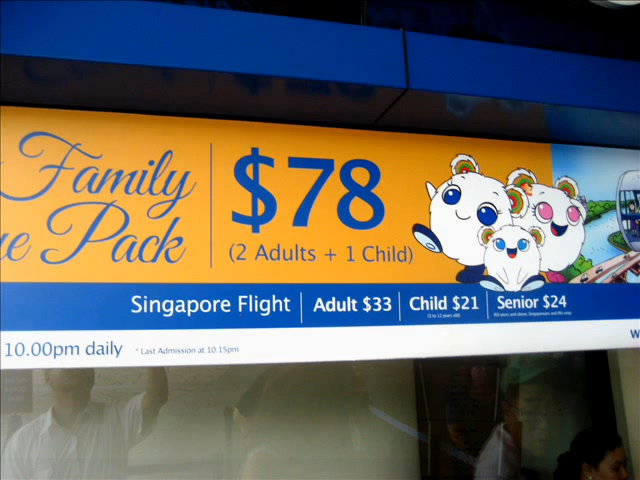 Family
$78
ue Pack
(2 Adults + 1 Child)
Singapore Flight | Adult $33 | Child $21 | Senior $24
10.00pm daily * Last Admission at 10.15pm